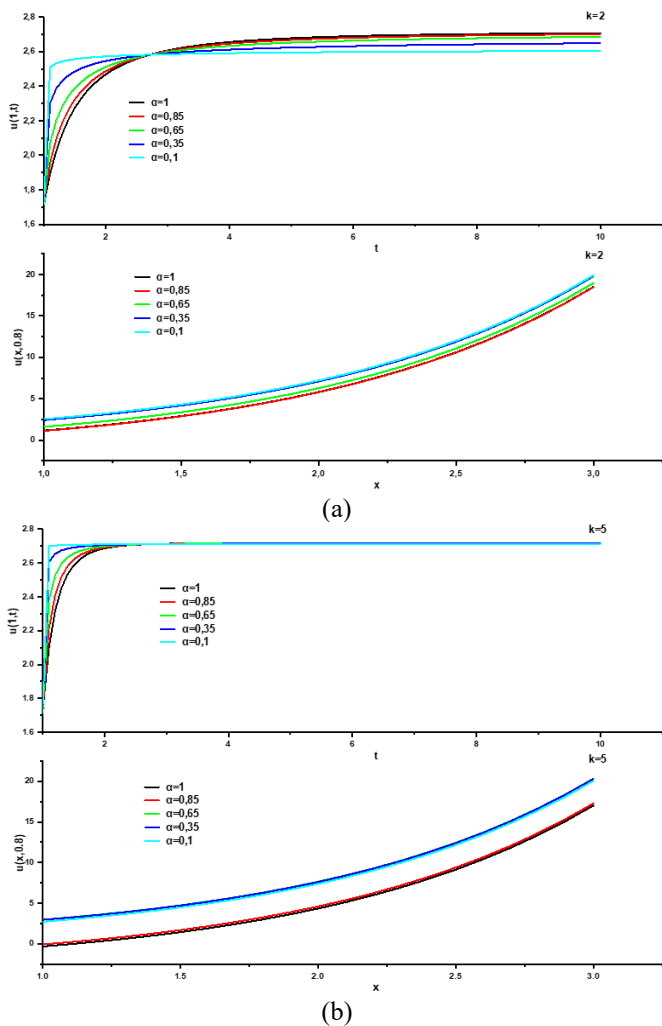 k=2
2,8
2,6
2,4
2,2
2,0
1,8
1,6
u(1,t)
α=1
α=0,85
α=0,65
α=0,35
α=0,1
2 4 6 8 10
t
k=2
20
15
10
5
0
u(x,0.8)
α=1
α=0,85
α=0,65
α=0,35
α=0,1
1,0 1,5 2,0 2,5 3,0
x
(a)
k=5
2.8
2.6
2.4
2.2
2.0
1.8
1.6
u(1,t)
α=1
α=0,85
α=0,65
α=0,35
α=0,1
2 4 6 8 10
t
k=5
20
15
10
5
0
u(x,0.8)
α=1
α=0,85
α=0,65
α=0,35
α=0,1
1.0 1.5 2.0 2.5 3.0
x
(b)